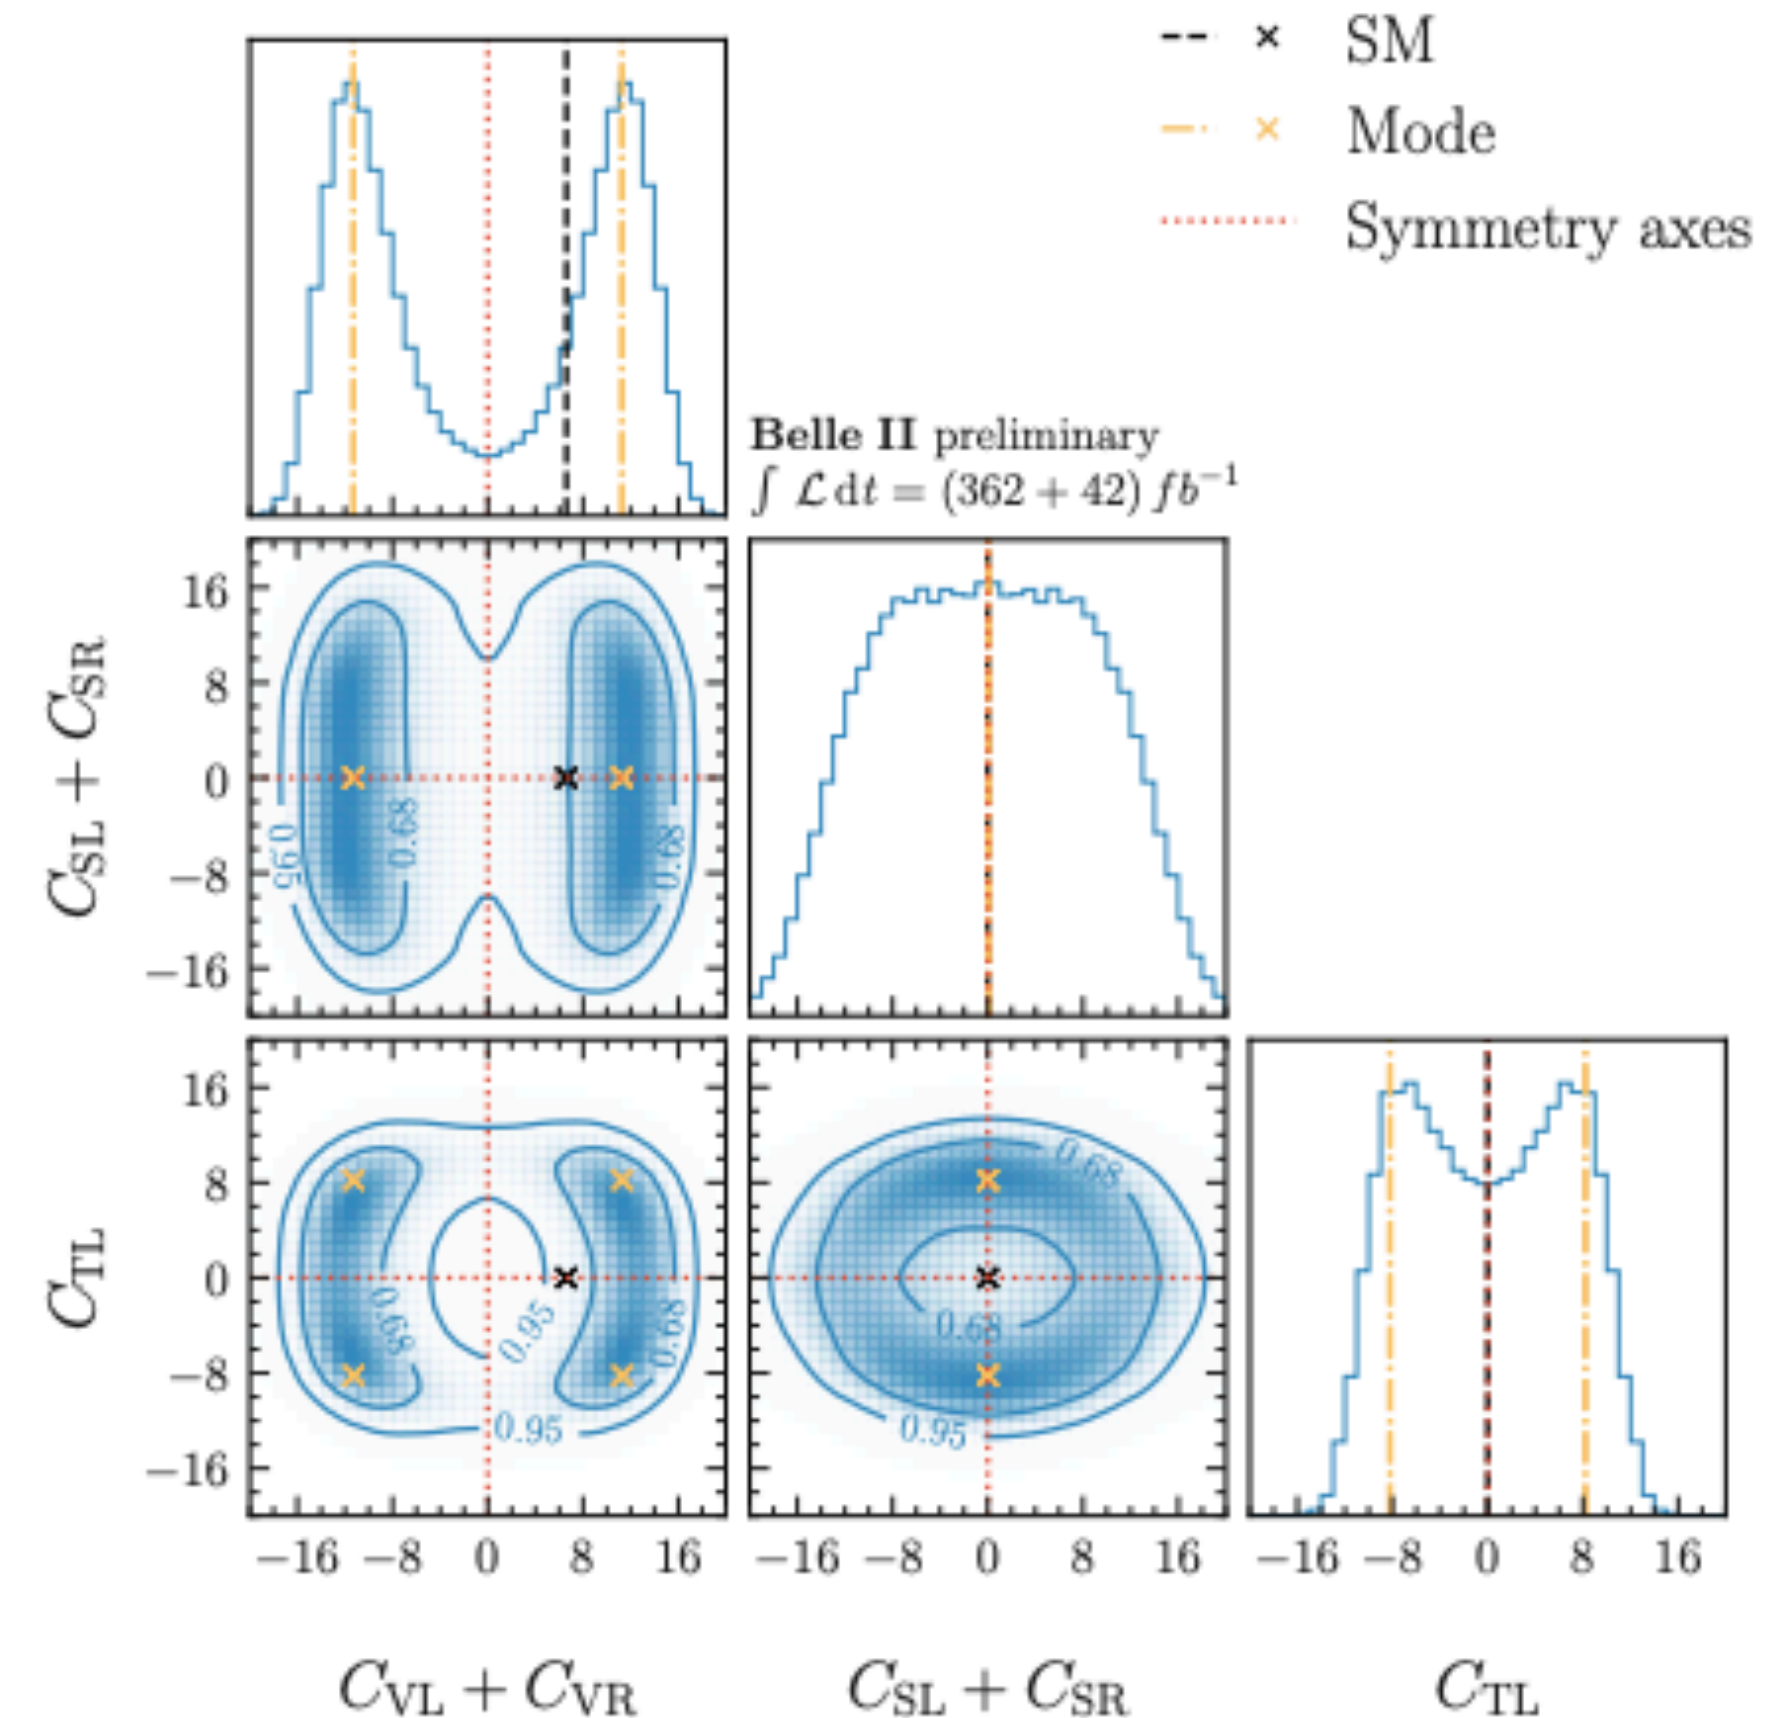 SM
Mode
Symmetry axes
Belle II preliminary
∫ ℒ dt = (362 + 42) fb⁻¹
16
8
0
−8
−16
C_SL + C_SR
0.95
0.68
0.68
16
8
0
−8
−16
C_TL
0.68
0.95
0.68
0.95
0.68
0.68
0.95
−16 −8 0 8 16
−16 −8 0 8 16
−16 −8 0 8 16
C_VL + C_VR
C_SL + C_SR
C_TL